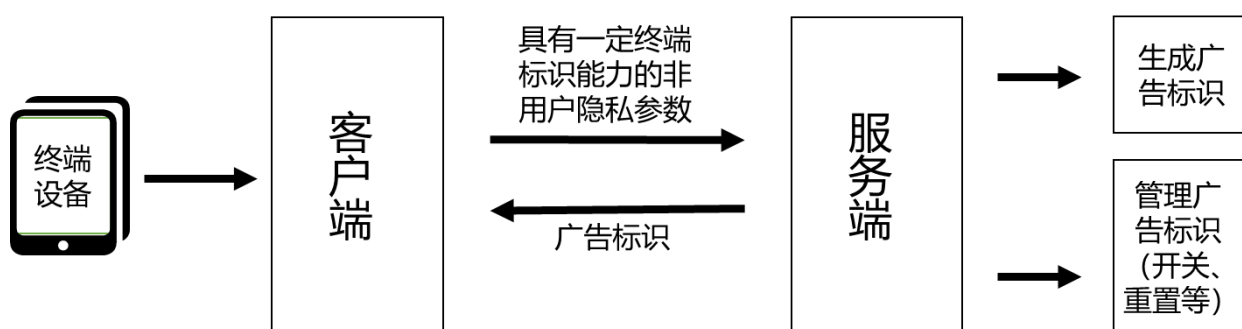 终端
设备
客
户
端
具有一定终端
标识能力的非
用户隐私参数
广告标识
服
务
端
生成广
告标识
管理广
告标识
（开关、
重置等）